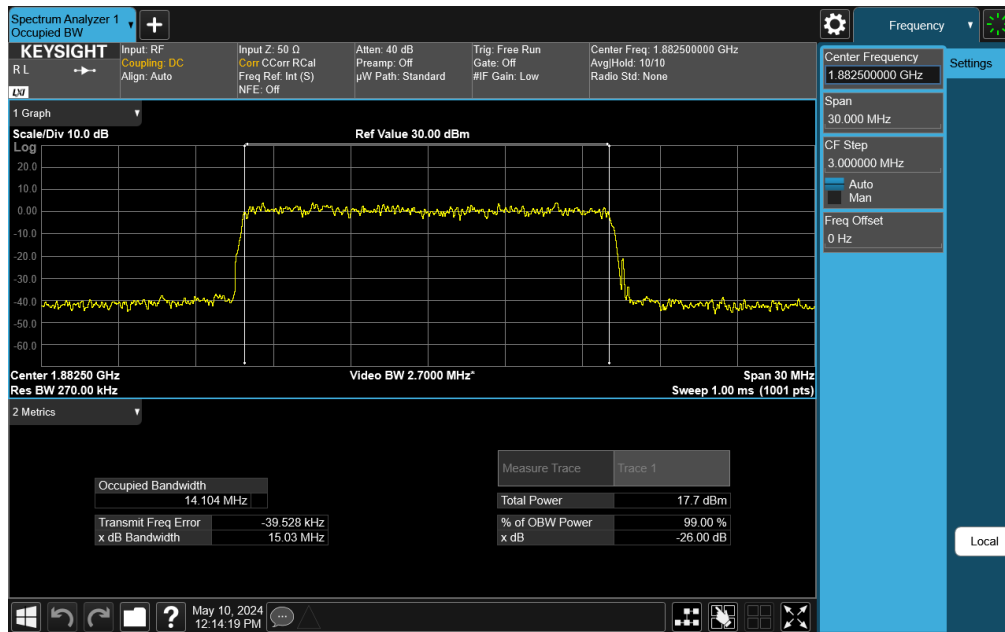 Spectrum Analyzer 1
Occupied BW
Frequency
KEYSIGHT
R L
LXI
Input: RF
Coupling: DC
Align: Auto
Input Z: 50 Ω
Corr CCorr RCal
Freq Ref: Int (S)
NFE: Off
Atten: 40 dB
Preamp: Off
µW Path: Standard
Trig: Free Run
Gate: Off
#IF Gain: Low
Center Freq: 1.882500000 GHz
Avg|Hold: 10/10
Radio Std: None
Center Frequency
1.882500000 GHz
Settings
Span
30.000 MHz
CF Step
3.000000 MHz
Auto
Man
Freq Offset
0 Hz
Local
1 Graph
Scale/Div 10.0 dB
Ref Value 30.00 dBm
Log
20.0
10.0
0.00
-10.0
-20.0
-30.0
-40.0
-50.0
-60.0
Center 1.88250 GHz
Video BW 2.7000 MHz*
Span 30 MHz
Res BW 270.00 kHz
Sweep 1.00 ms (1001 pts)
2 Metrics
Measure Trace
Trace 1
Occupied Bandwidth
14.104 MHz
Total Power
17.7 dBm
Transmit Freq Error
-39.528 kHz
% of OBW Power
99.00 %
x dB Bandwidth
15.03 MHz
x dB
-26.00 dB
?
May 10, 2024
12:14:19 PM